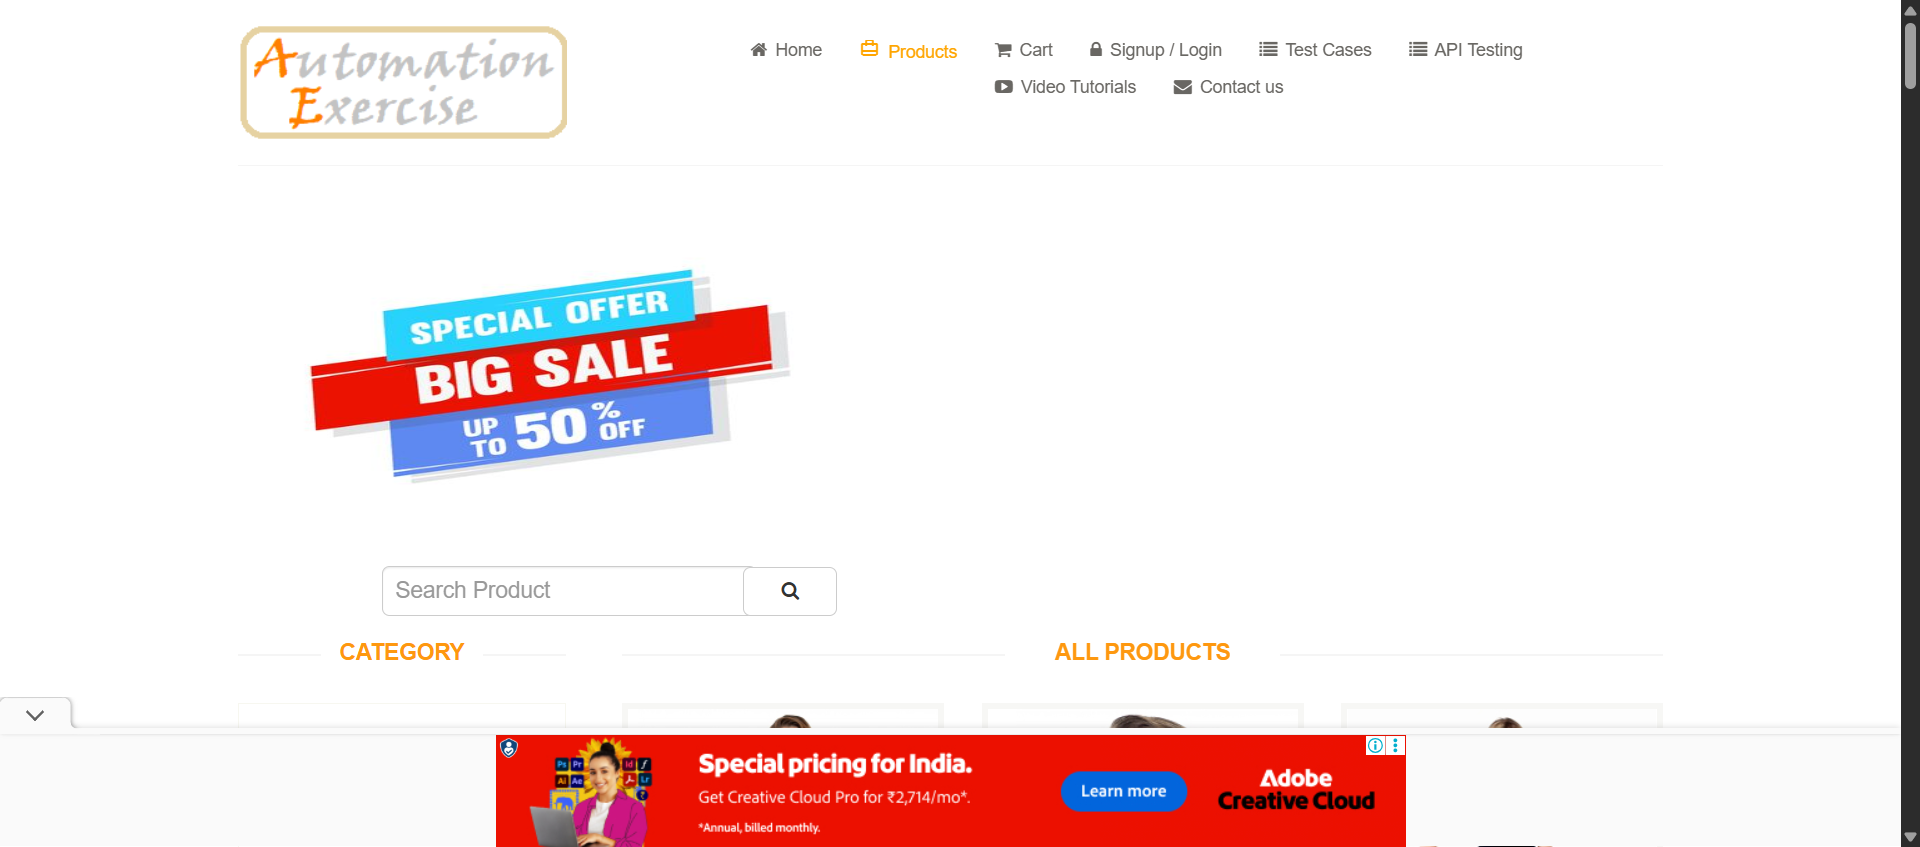 Automation
Exercise
Home
Products
Cart
Signup / Login
Test Cases
API Testing
Video Tutorials
Contact us
SPECIAL OFFER
BIG SALE
UP TO 50% OFF
Search Product
CATEGORY
ALL PRODUCTS
Ps Pr Id f
Ai Ae Lr
Special pricing for India.
Get Creative Cloud Pro for ₹2,714/mo*.
*Annual, billed monthly.
Learn more
Adobe
Creative Cloud